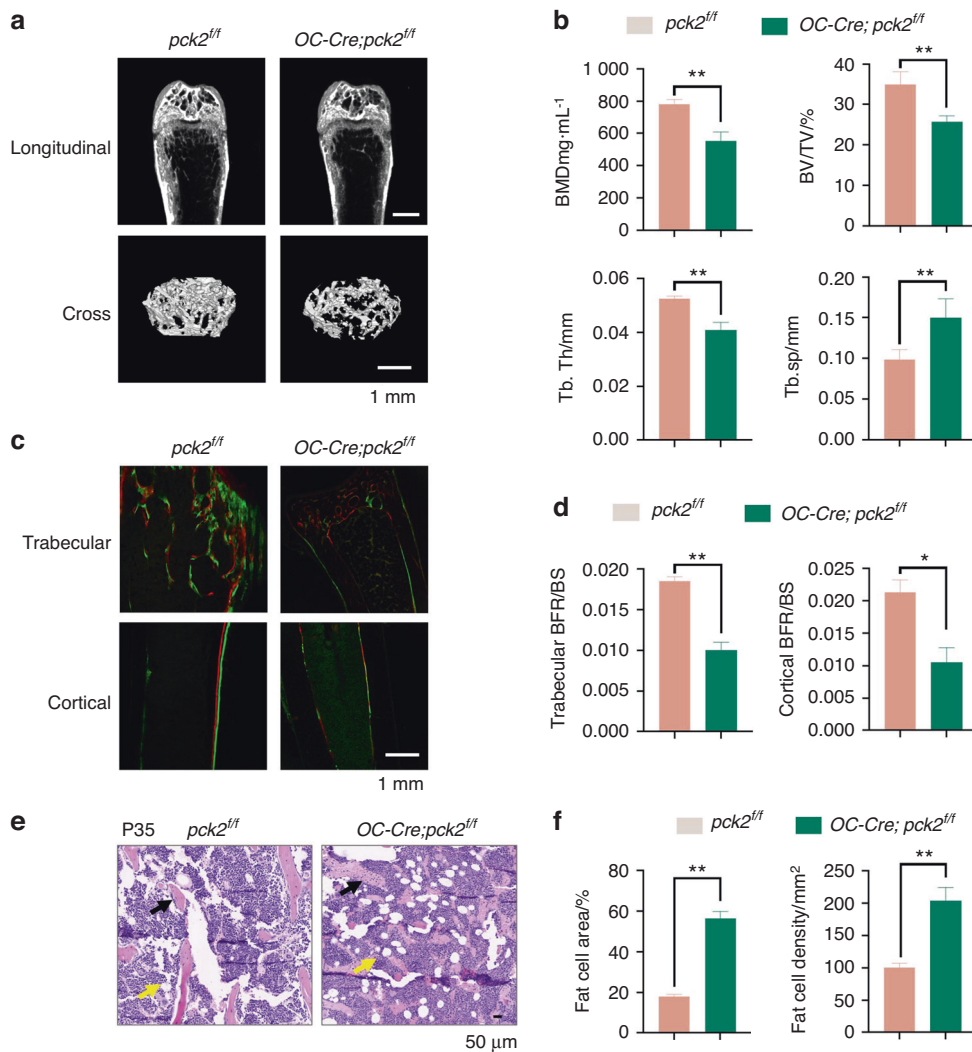 a
pck2f/f
OC-Cre;pck2f/f
Longitudinal
Cross
1 mm
b
pck2f/f
OC-Cre; pck2f/f
BMDmg·mL-1
1 000
800
600
400
200
0
**
BV/TV/%
40
30
20
10
0
**
Tb. Th/mm
0.06
0.04
0.02
0.00
**
Tb.sp/mm
0.20
0.15
0.10
0.05
0.00
**
c
pck2f/f
OC-Cre;pck2f/f
Trabecular
Cortical
1 mm
d
pck2f/f
OC-Cre; pck2f/f
Trabecular BFR/BS
0.020
0.015
0.010
0.005
0.000
**
Cortical BFR/BS
0.025
0.020
0.015
0.010
0.005
0.000
*
e
P35
pck2f/f
OC-Cre;pck2f/f
50 μm
f
pck2f/f
OC-Cre; pck2f/f
Fat cell area/%
80
60
40
20
0
**
Fat cell density/mm2
250
200
150
100
50
0
**